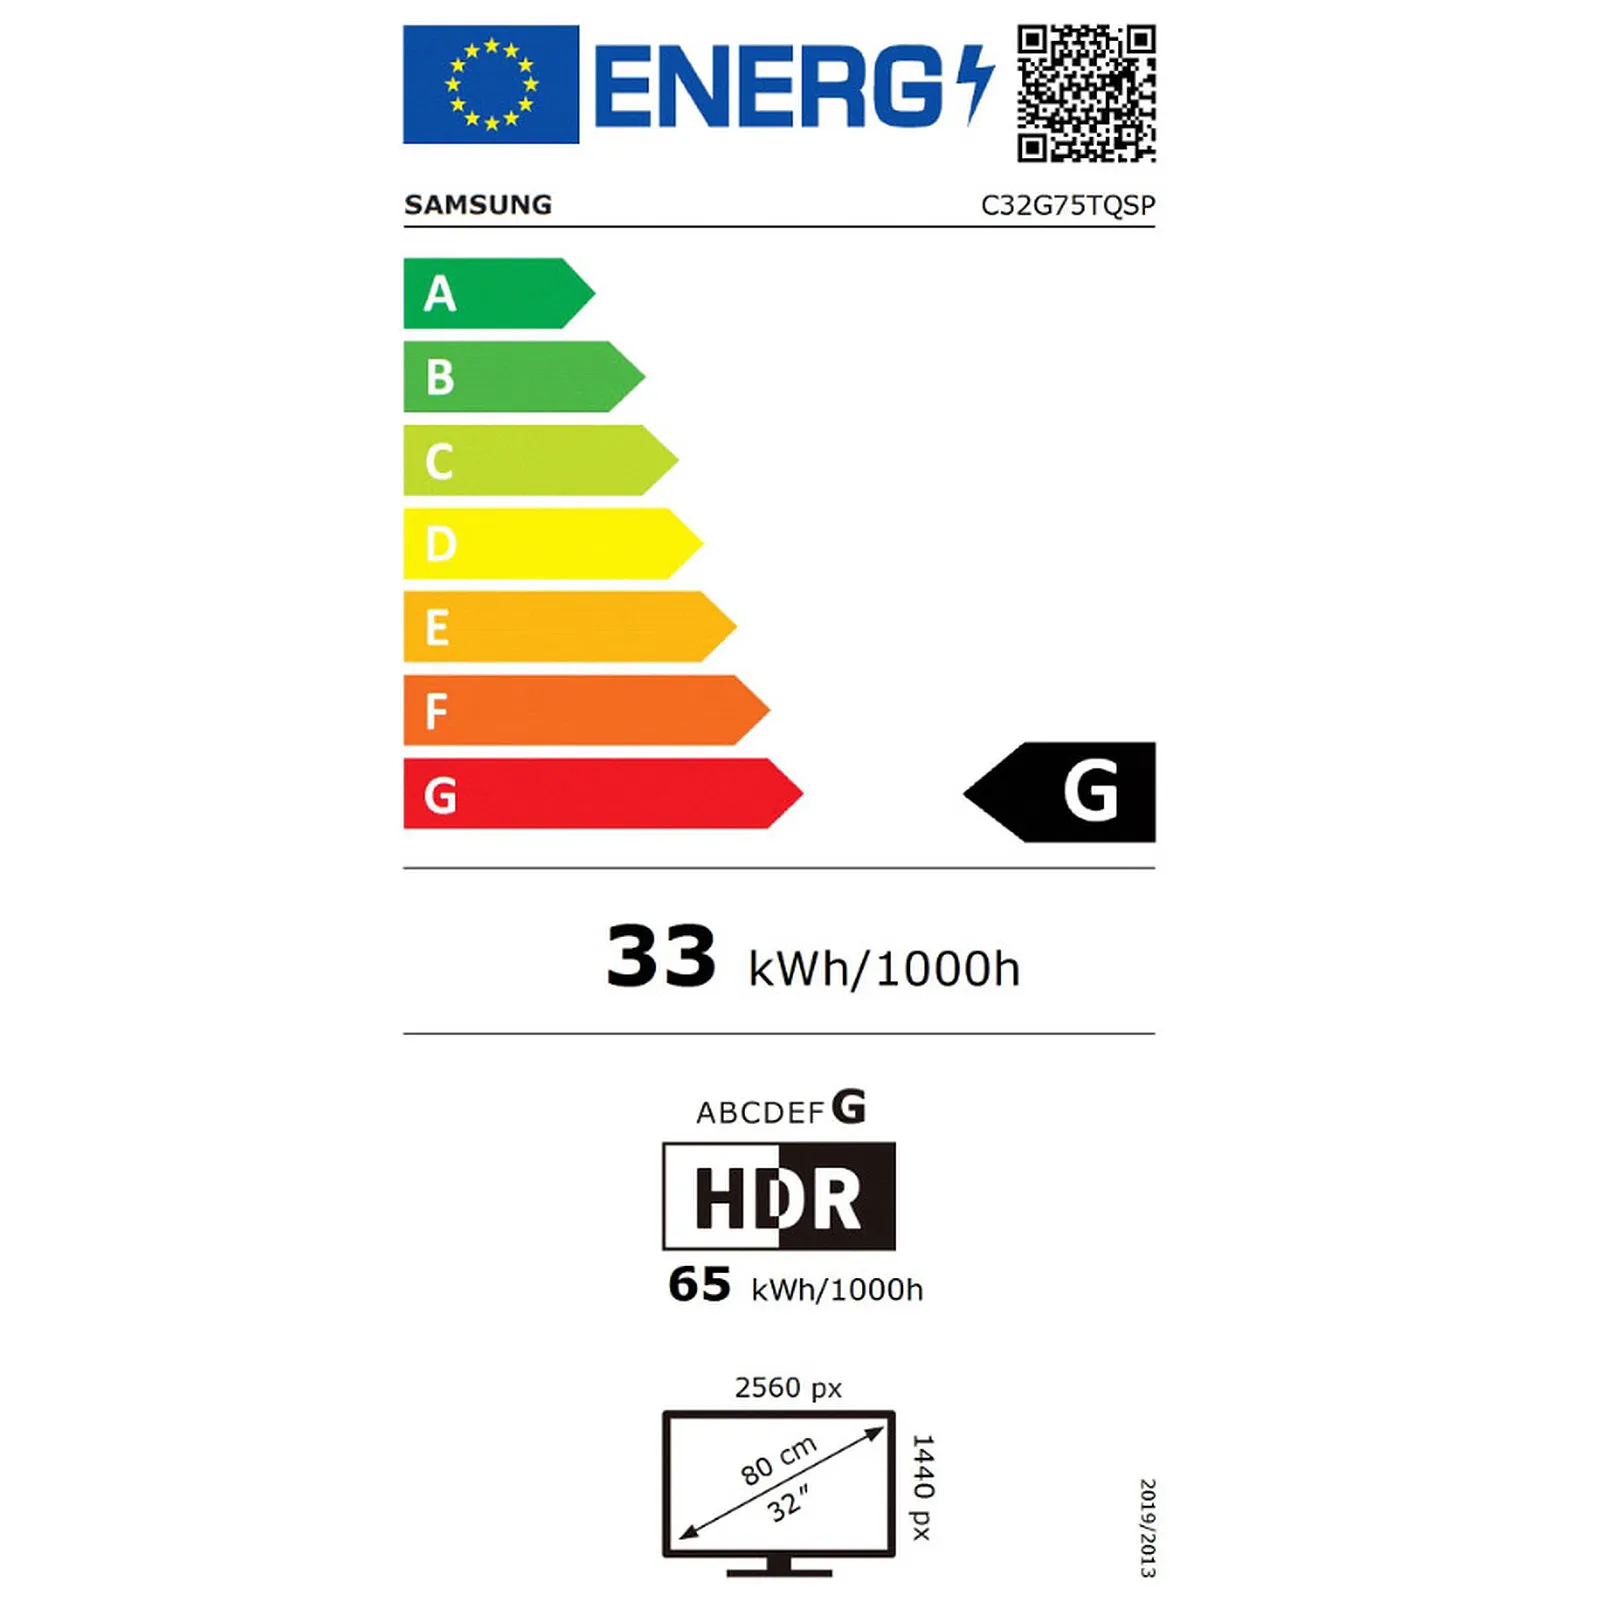 ENERG
SAMSUNG
C32G75TQSP
A
B
C
D
E
F
G
G
33 kWh/1000h
ABCDEFG
HDR
65 kWh/1000h
2560 px
80 cm
32"
1440 px
2019/2013